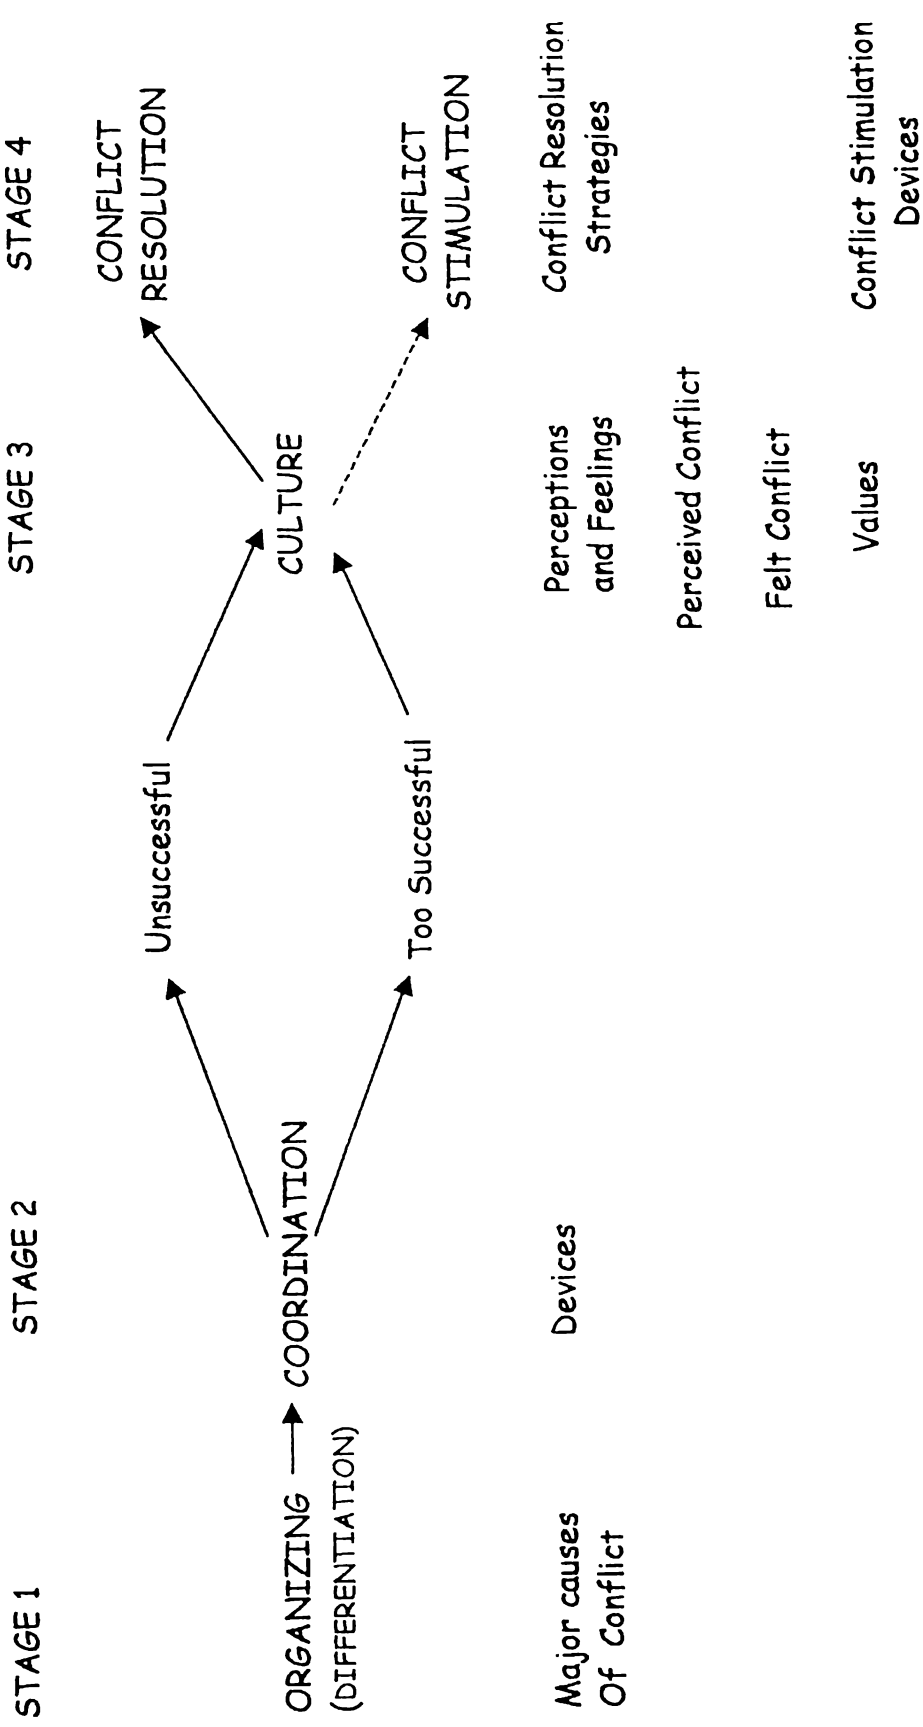 STAGE 1
STAGE 2
STAGE 3
STAGE 4
CONFLICT
RESOLUTION
Unsuccessful
ORGANIZING
(DIFFERENTIATION)
COORDINATION
CULTURE
Too Successful
CONFLICT
STIMULATION
Major causes
Of Conflict
Devices
Perceptions
and Feelings
Perceived Conflict
Felt Conflict
Values
Conflict Resolution
Strategies
Conflict Stimulation
Devices